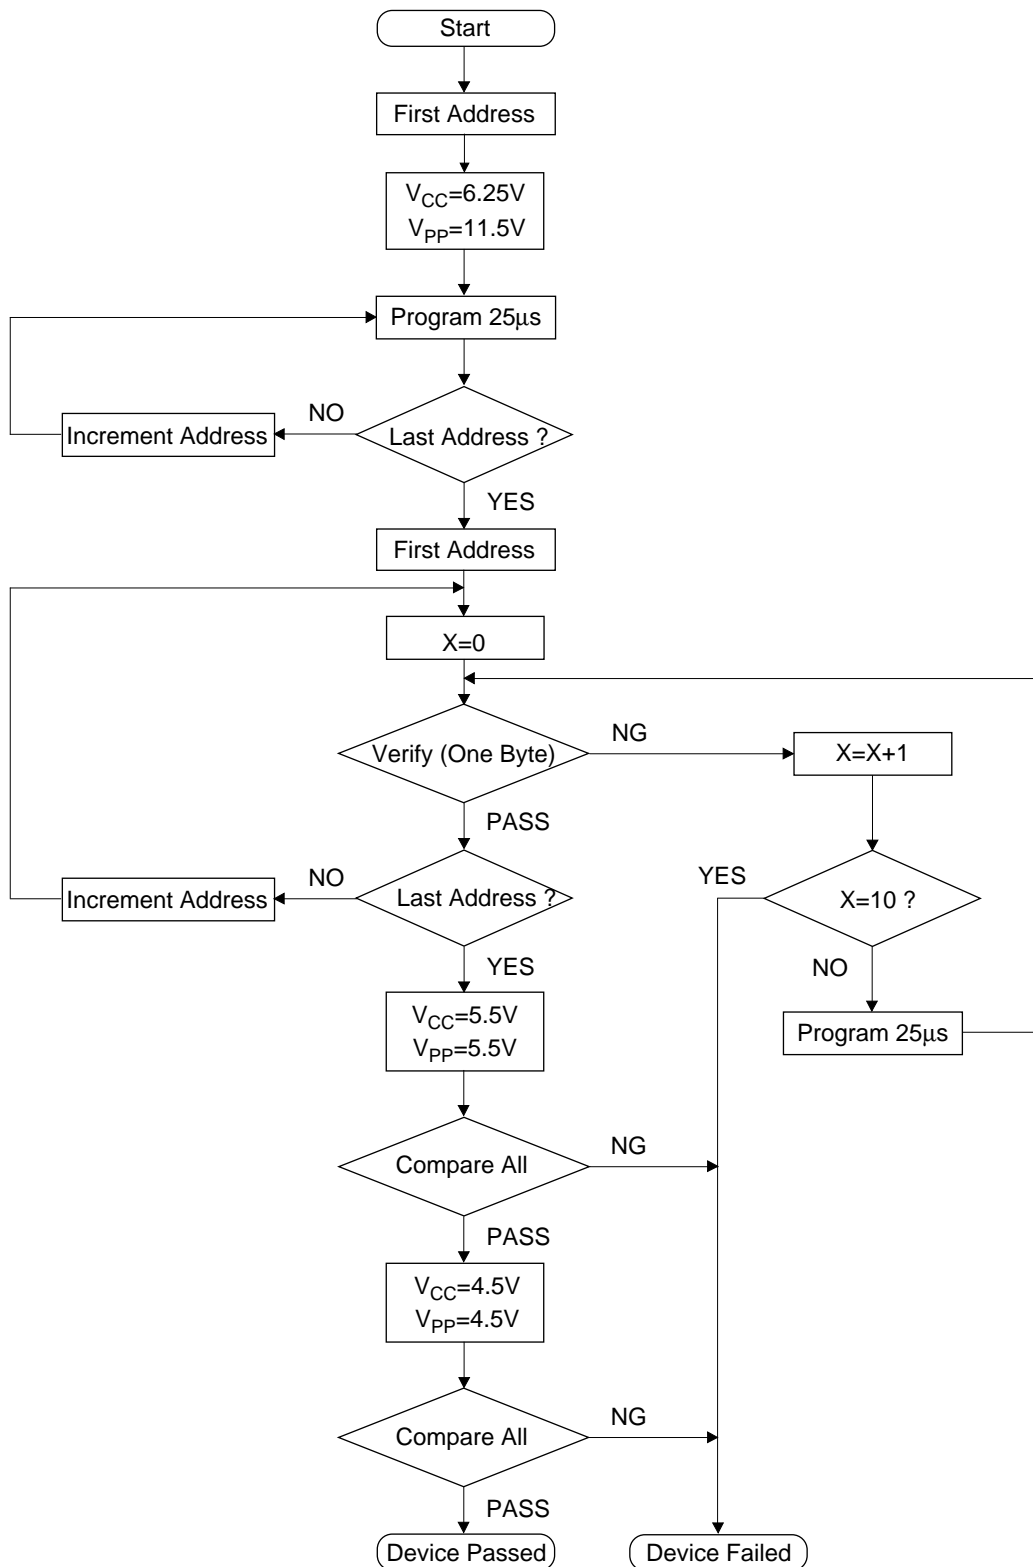 Start
First Address
VCC=6.25V
VPP=11.5V
Program 25μs
NO
Increment Address
Last Address ?
YES
First Address
X=0
Verify (One Byte)
NG
X=X+1
PASS
NO
Increment Address
Last Address ?
YES
X=10 ?
YES
NO
VCC=5.5V
VPP=5.5V
Program 25μs
Compare All
NG
PASS
VCC=4.5V
VPP=4.5V
Compare All
NG
PASS
Device Passed
Device Failed